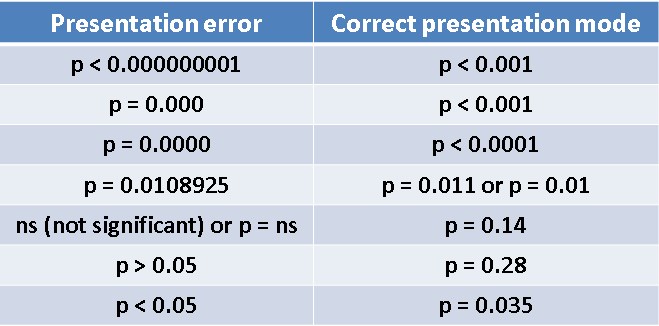 Presentation error Correct presentation mode
p < 0.000000001 p < 0.001
p = 0.000 p < 0.001
p = 0.0000 p < 0.0001
p = 0.0108925 p = 0.011 or p = 0.01
ns (not significant) or p = ns p = 0.14
p > 0.05 p = 0.28
p < 0.05 p = 0.035